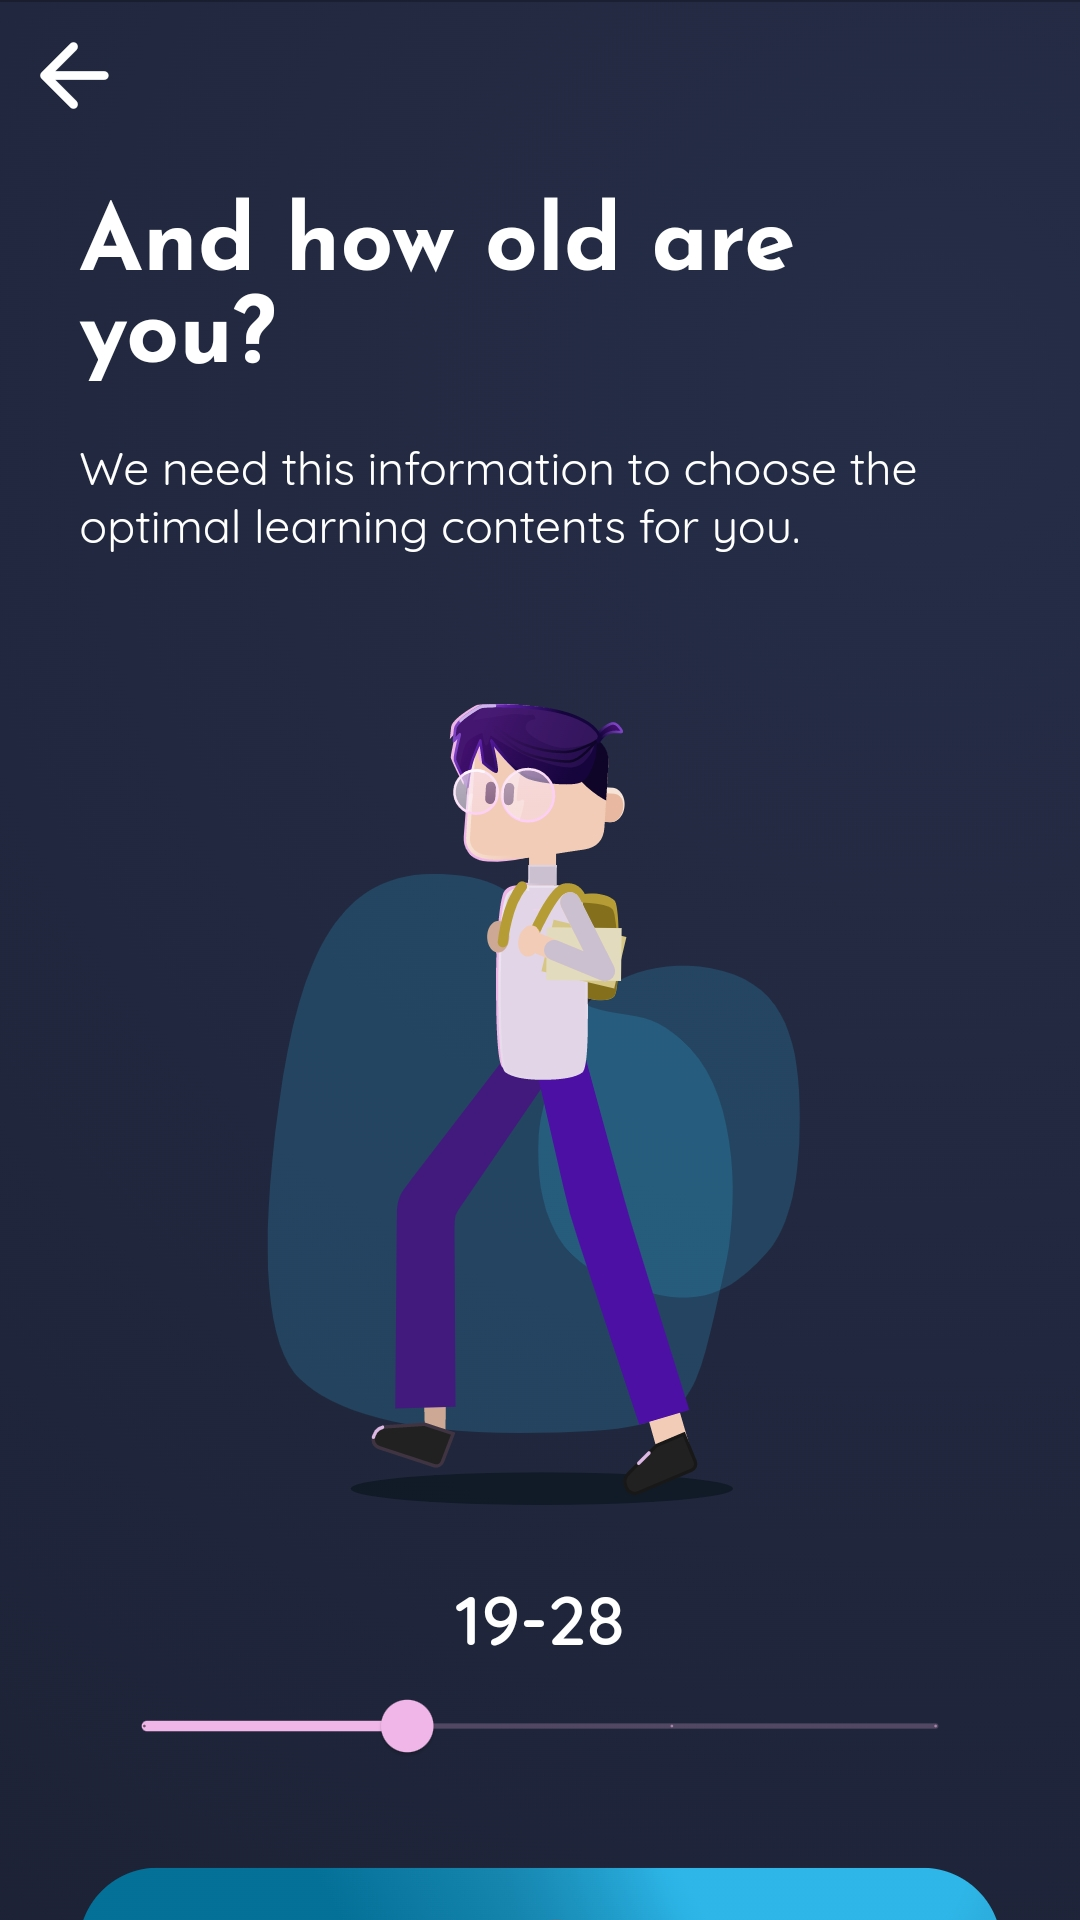 And how old are
you?
We need this information to choose the
optimal learning contents for you.
19-28